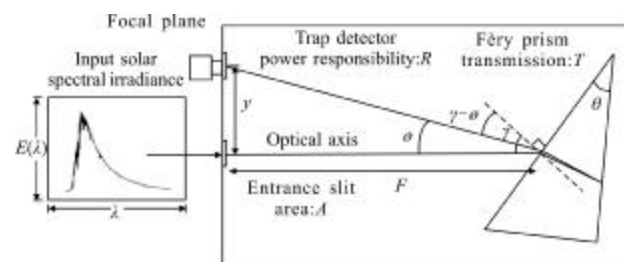 Focal plane
Input solar
spectral irradiance
E(λ)
λ
Trap detector
power responsibility:R
Fèry prism
transmission:T
y
ø
γ-ø
γ
θ
Optical axis
F
Entrance slit
area:A